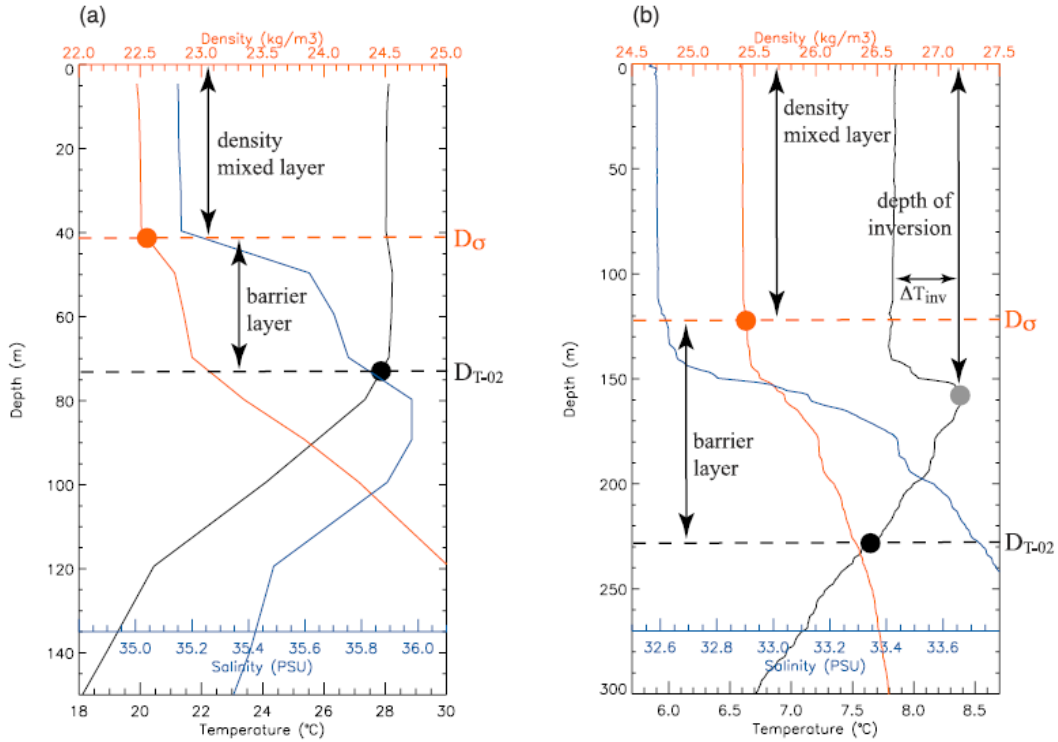 (a)
Density (kg/m3)
22.0 22.5 23.0 23.5 24.0 24.5 25.0
0
20
40
60
80
100
120
140
Depth (m)
density
mixed layer
Dσ
barrier
layer
D_T-02
35.0 35.2 35.4 35.6 35.8 36.0
Salinity (PSU)
18 20 22 24 26 28 30
Temperature (°C)
(b)
Density (kg/m3)
24.5 25.0 25.5 26.0 26.5 27.0 27.5
0
50
100
150
200
250
300
Depth (m)
density
mixed layer
depth of
inversion
ΔT_inv
Dσ
barrier
layer
D_T-02
32.6 32.8 33.0 33.2 33.4 33.6
Salinity (PSU)
6.0 6.5 7.0 7.5 8.0 8.5
Temperature (°C)